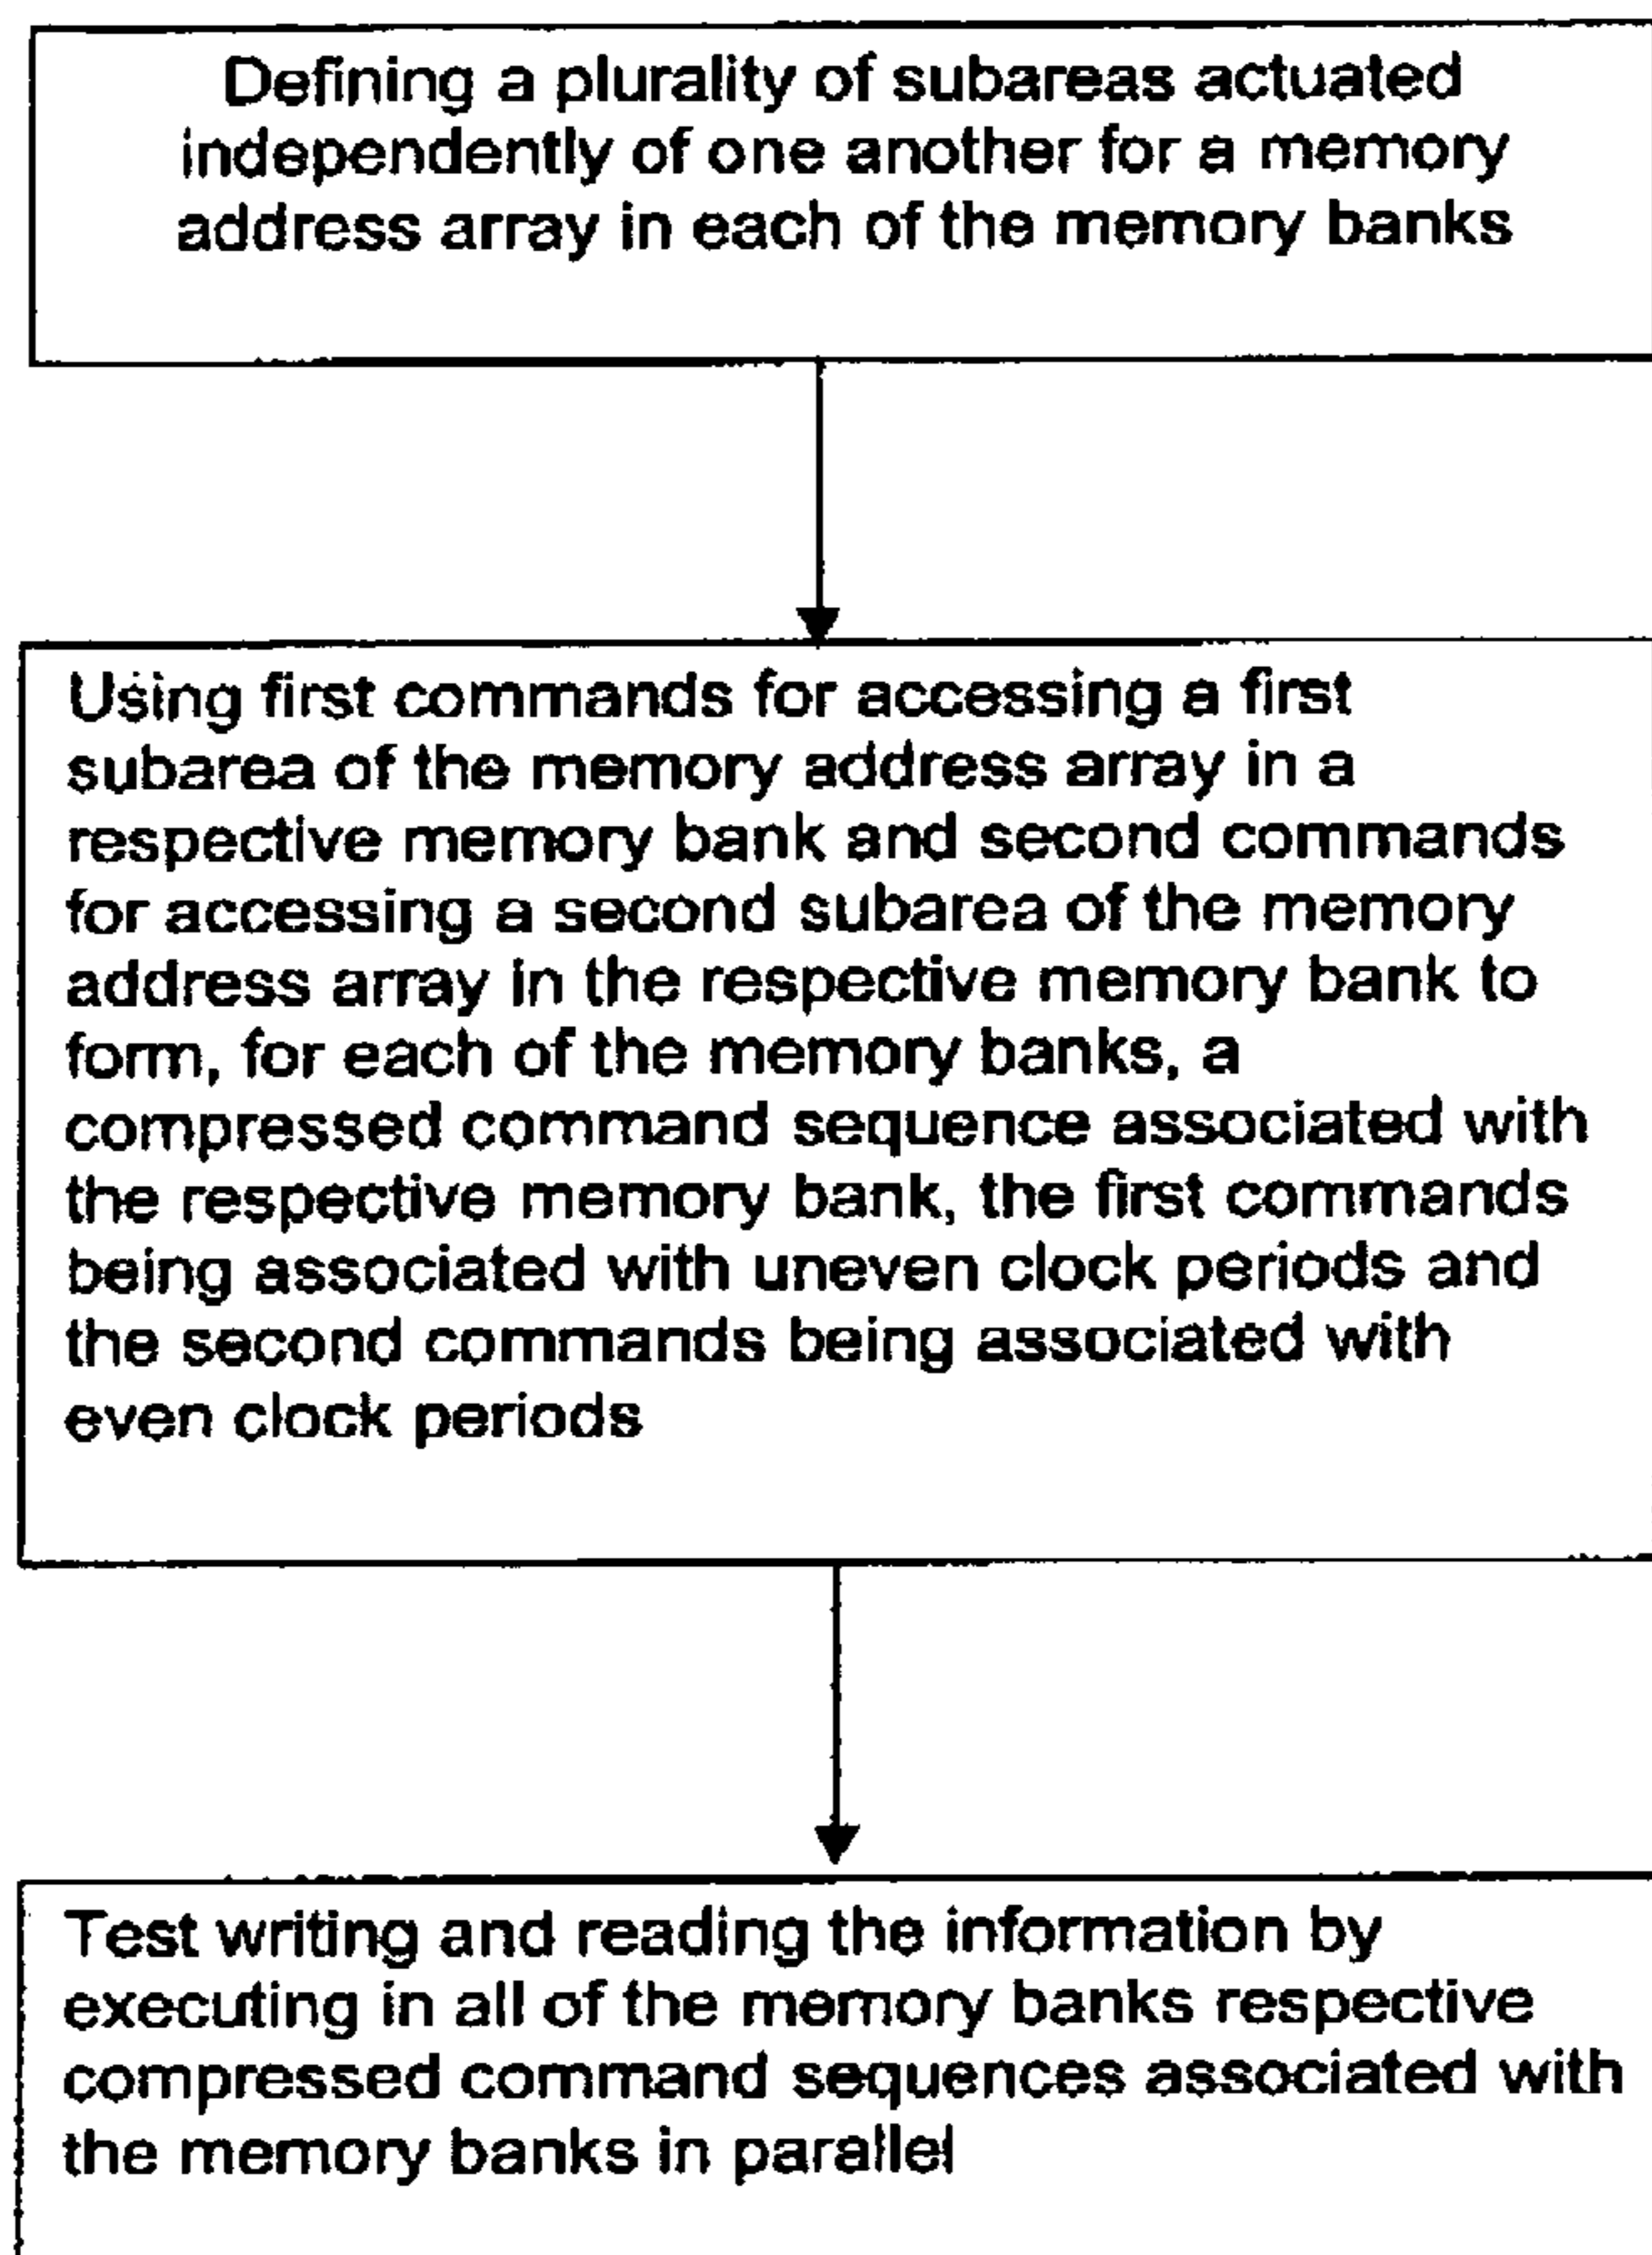 Defining a plurality of subareas actuated
independently of one another for a memory
address array in each of the memory banks
Using first commands for accessing a first
subarea of the memory address array in a
respective memory bank and second commands
for accessing a second subarea of the memory
address array in the respective memory bank to
form, for each of the memory banks, a
compressed command sequence associated with
the respective memory bank, the first commands
being associated with uneven clock periods and
the second commands being associated with
even clock periods
Test writing and reading the information by
executing in all of the memory banks respective
compressed command sequences associated with
the memory banks in parallel